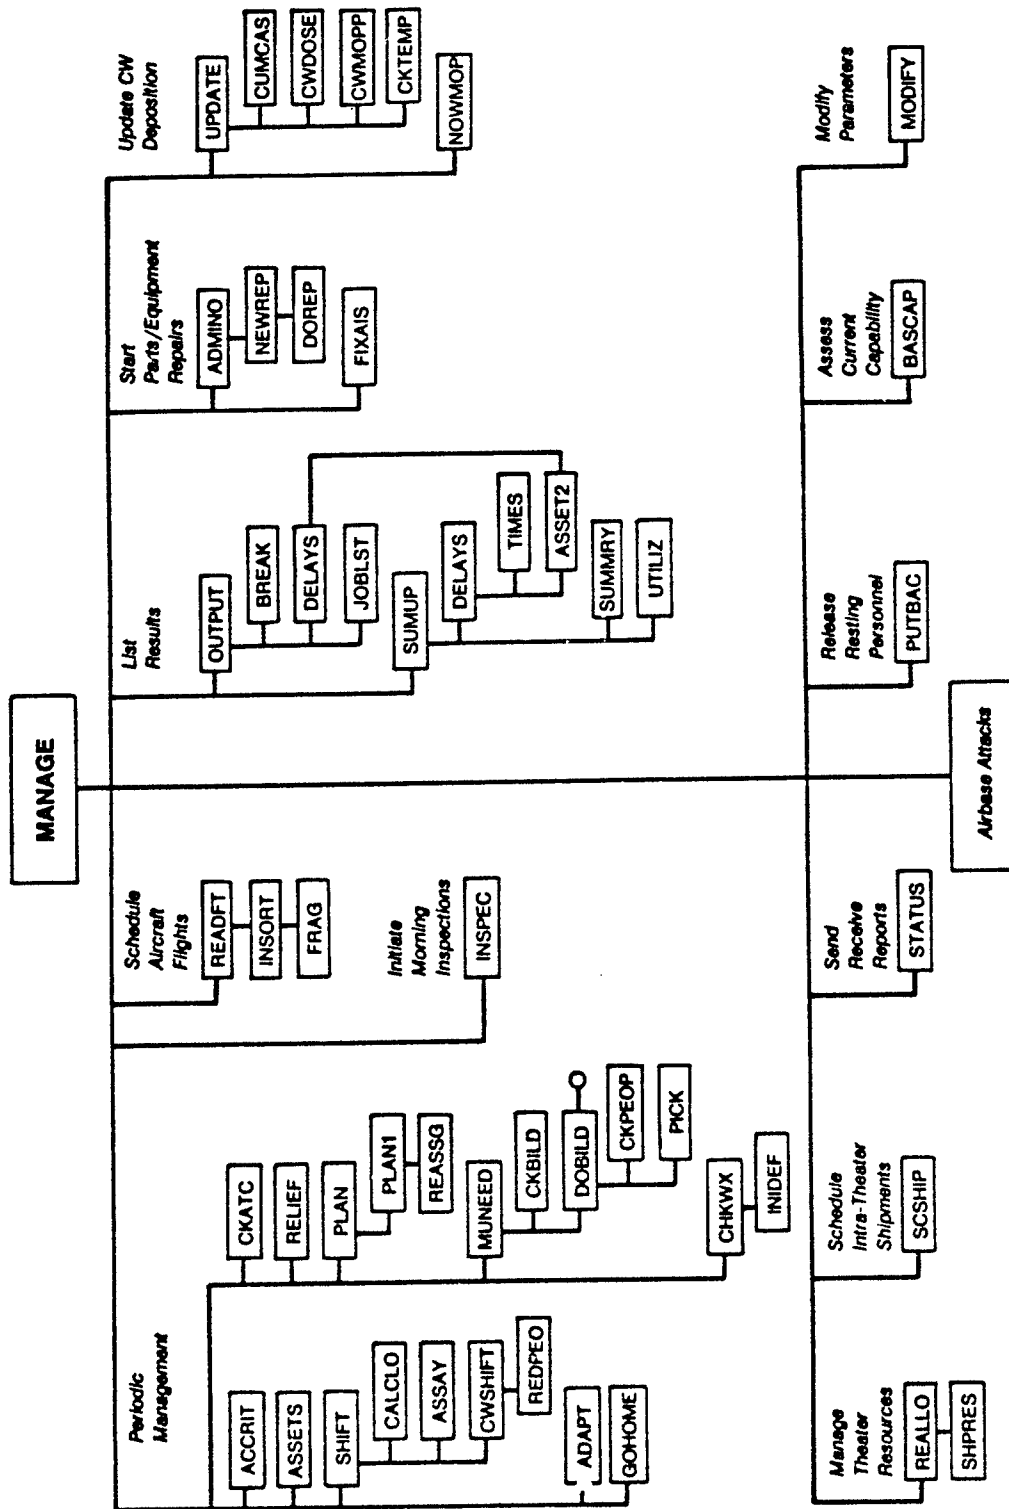 MANAGE
Periodic
Management
ACCRIT
ASSETS
SHIFT
CALCLO
ASSAY
CWSHIFT
REDPEO
ADAPT
GOHOME
CKATC
RELIEF
PLAN
PLAN1
REASSG
MUNEED
CKBILD
DOBILD
CKPEOP
PICK
CHKWX
INIDEF
Schedule
Aircraft
Flights
READFT
INSORT
FRAG
Initiate
Morning
Inspections
INSPEC
List
Results
OUTPUT
BREAK
DELAYS
JOBLST
SUMUP
DELAYS
TIMES
ASSET2
SUMMRY
UTILIZ
Start
Parts/Equipment
Repairs
ADMINO
NEWREP
DOREP
FIXAIS
Update CW
Deposition
UPDATE
CUMCAS
CWDOSE
CWMOPP
CKTEMP
NOWMOP
Manage
Theater
Resources
REALLO
SHPRES
Schedule
Intra-Theater
Shipments
SCSHIP
Send
Receive
Reports
STATUS
Release
Resting
Personnel
PUTBAC
Assess
Current
Capability
BASCAP
Modify
Parameters
MODIFY
Airbase Attacks